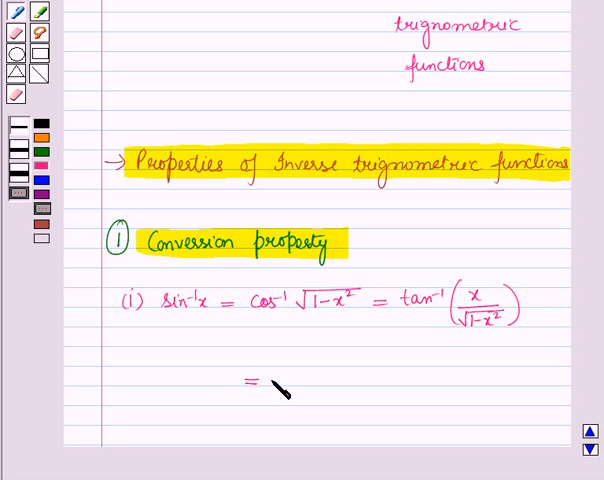 trignometric
functions
→ Properties of Inverse trignometric functions
① Conversion property
(i) sin⁻¹x = cos⁻¹ √(1-x²) = tan⁻¹ (x/√(1-x²))
=